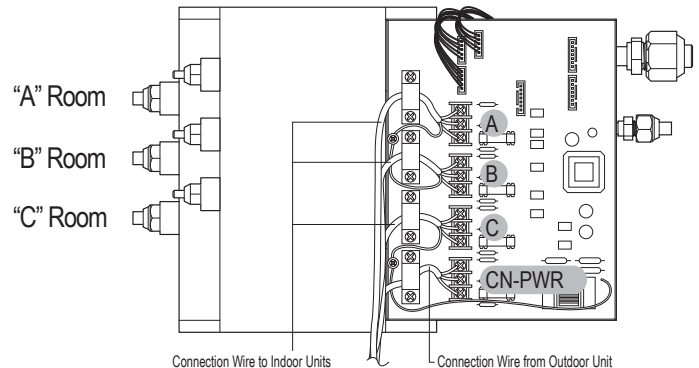 “A” Room
A
“B” Room
B
“C” Room
C
CN-PWR
Connection Wire to Indoor Units
Connection Wire from Outdoor Unit